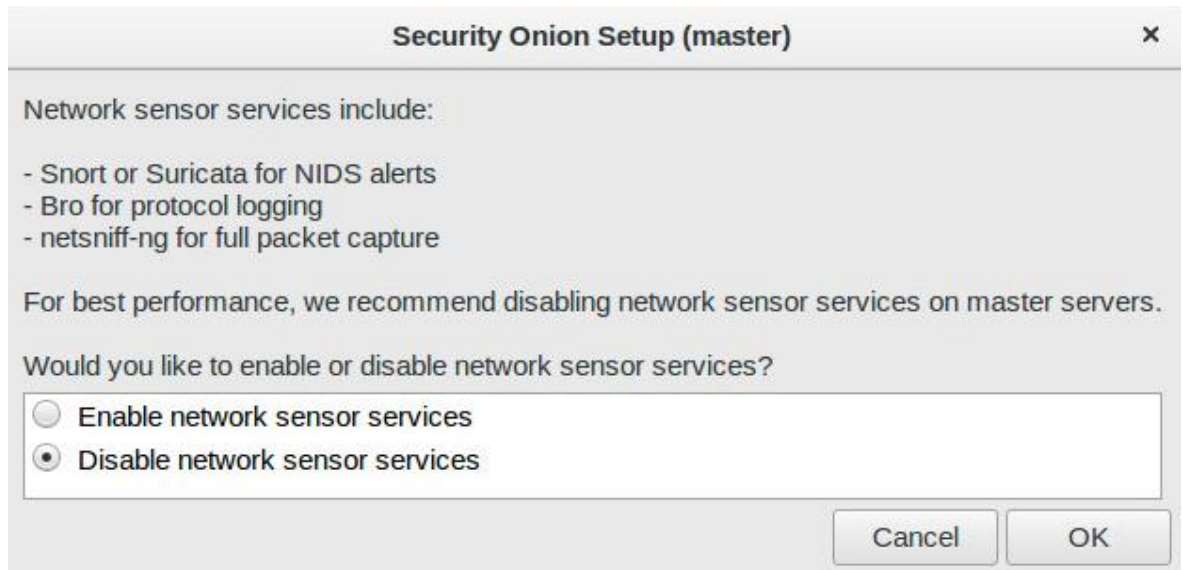 Security Onion Setup (master)
Network sensor services include:
- Snort or Suricata for NIDS alerts
- Bro for protocol logging
- netsniff-ng for full packet capture
For best performance, we recommend disabling network sensor services on master servers.
Would you like to enable or disable network sensor services?
Enable network sensor services
Disable network sensor services
Cancel OK